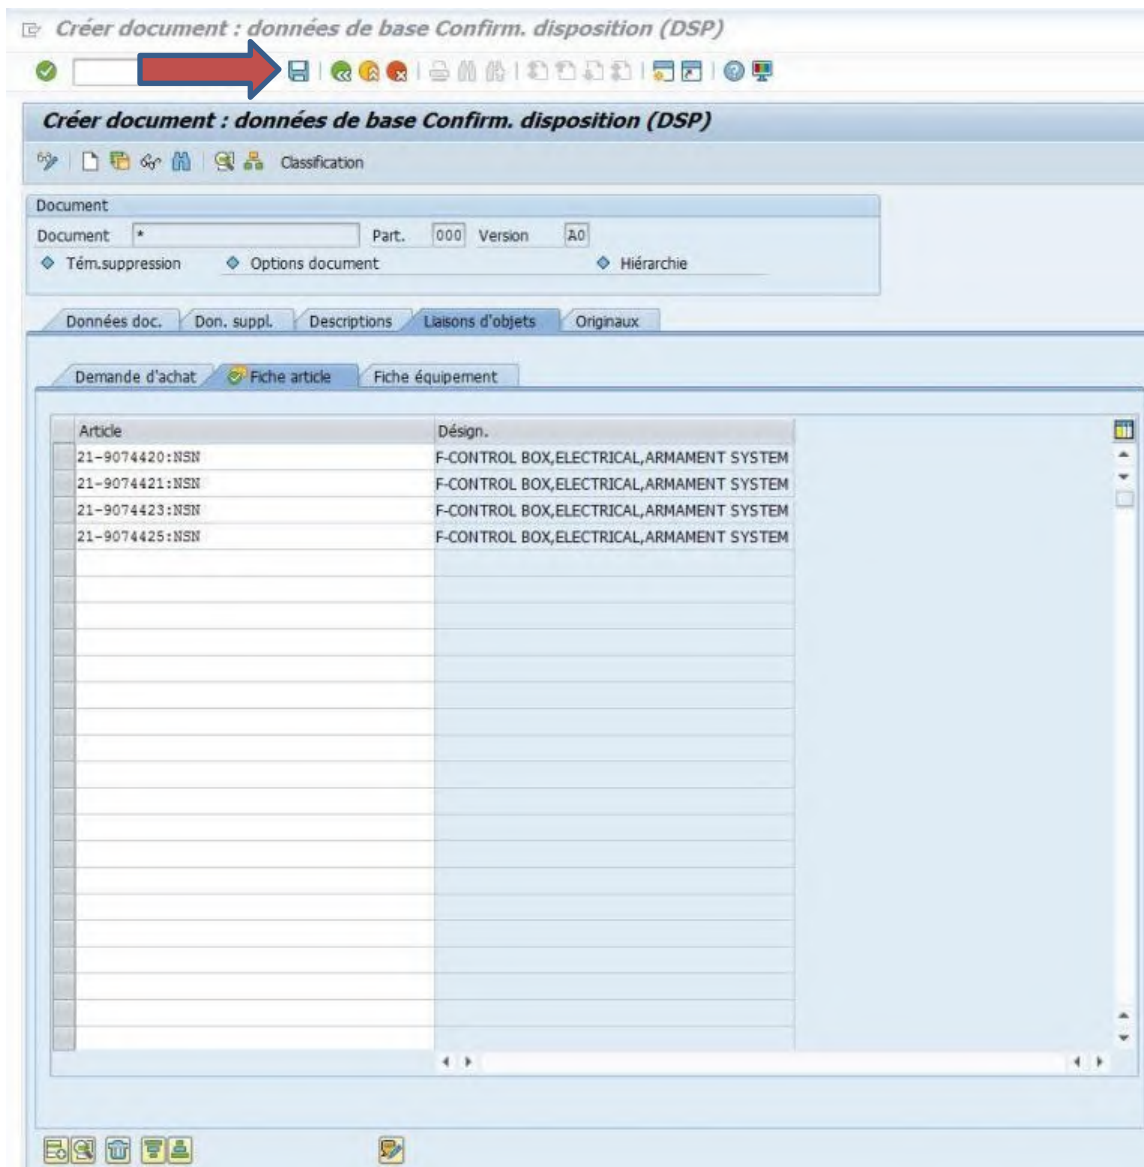 Créer document : données de base Confirm. disposition (DSP)
Créer document : données de base Confirm. disposition (DSP)
Classification
Document
Document * Part. 000 Version A0
Tém.suppression Options document Hiérarchie
Données doc. Don. suppl. Descriptions Liaisons d'objets Originaux
Demande d'achat Fiche article Fiche équipement
Article Désign.
21-9074420:NSN F-CONTROL BOX,ELECTRICAL,ARMAMENT SYSTEM
21-9074421:NSN F-CONTROL BOX,ELECTRICAL,ARMAMENT SYSTEM
21-9074423:NSN F-CONTROL BOX,ELECTRICAL,ARMAMENT SYSTEM
21-9074425:NSN F-CONTROL BOX,ELECTRICAL,ARMAMENT SYSTEM